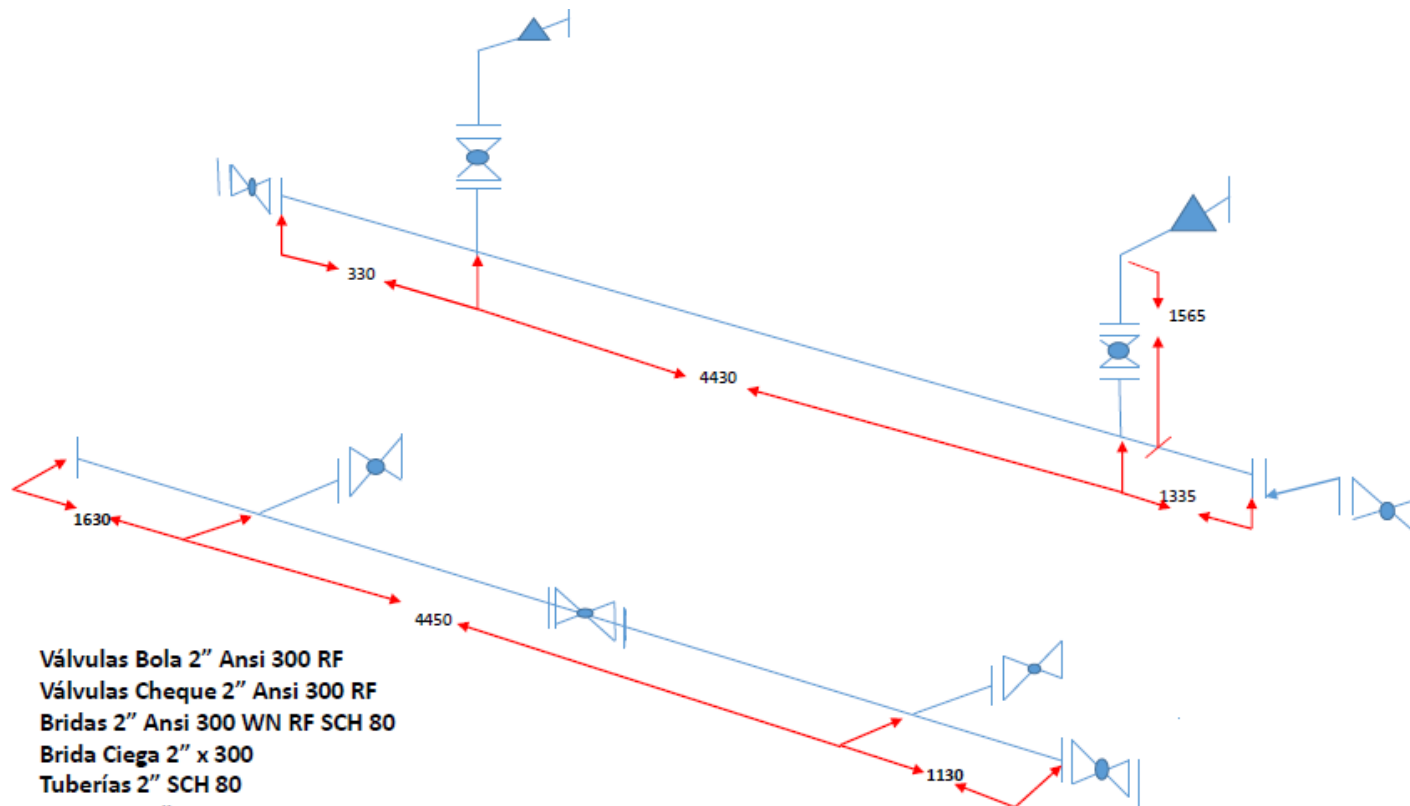 330
1565
4430
1335
1630
4450
1130
Válvulas Bola 2” Ansi 300 RF
Válvulas Cheque 2” Ansi 300 RF
Bridas 2” Ansi 300 WN RF SCH 80
Brida Ciega 2” x 300
Tuberías 2” SCH 80